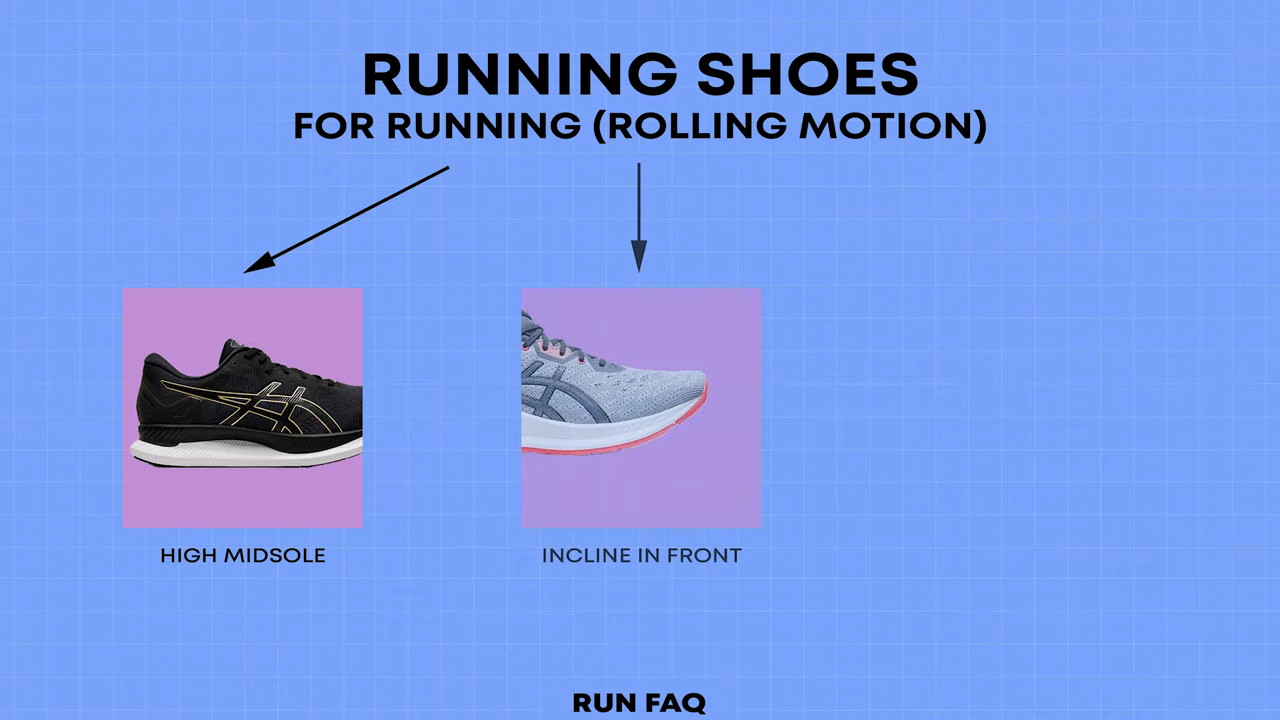 RUNNING SHOES
FOR RUNNING (ROLLING MOTION)
HIGH MIDSOLE
INCLINE IN FRONT
RUN FAQ